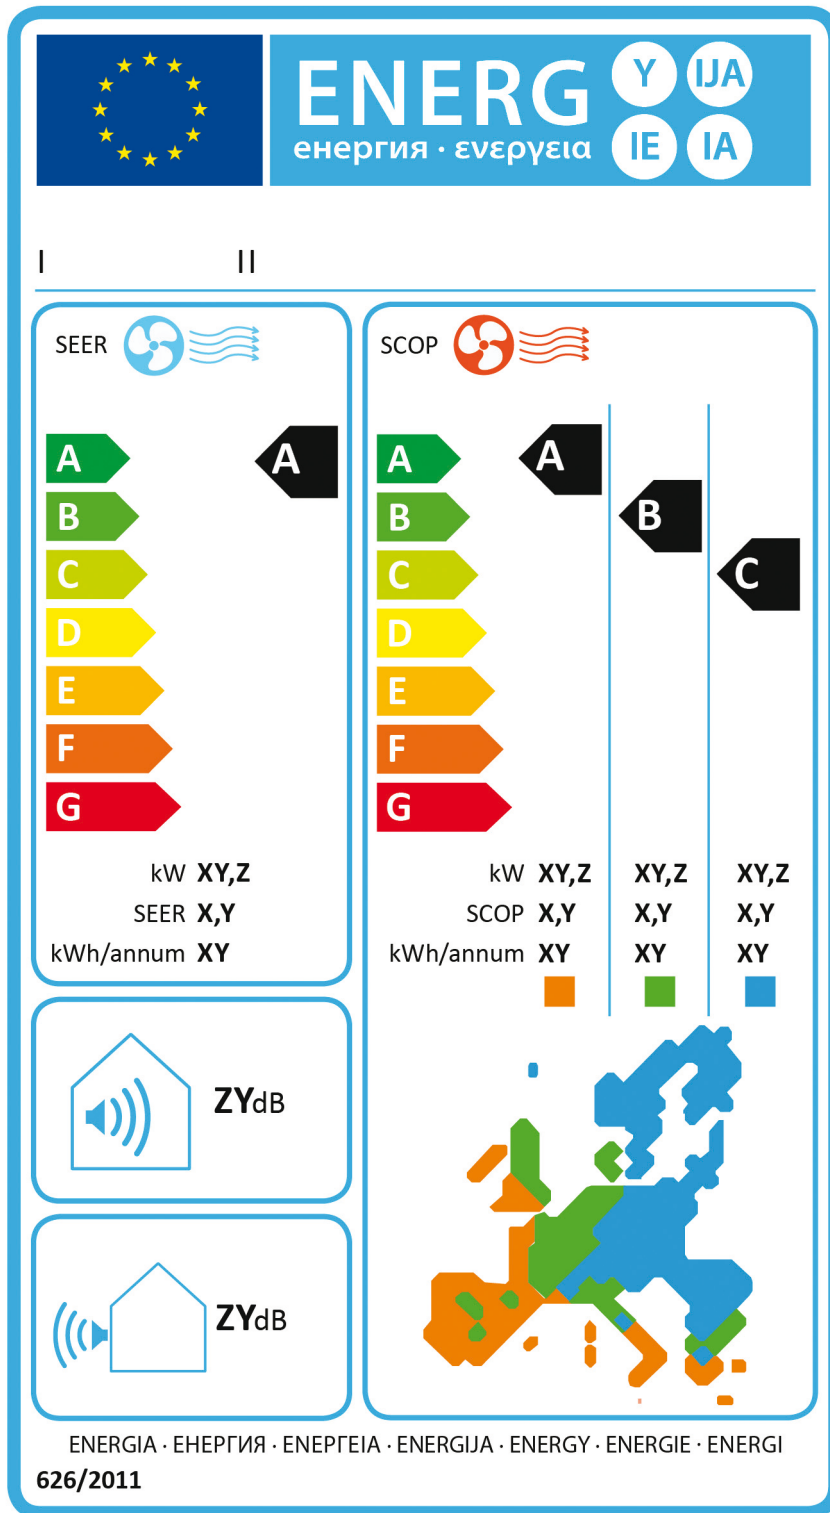 ENERG Y IJA
енергия · ενεργεια IE IA
I II
SEER
A A
B
C
D
E
F
G
kW XY,Z
SEER X,Y
kWh/annum XY
SCOP
A A
B B
C C
D
E
F
G
kW XY,Z XY,Z XY,Z
SCOP X,Y X,Y X,Y
kWh/annum XY XY XY
ZYdB
ZYdB
ENERGIA · ЕНЕРГИЯ · ΕΝΕΡΓΕΙΑ · ENERGIJA · ENERGY · ENERGIE · ENERGI
626/2011